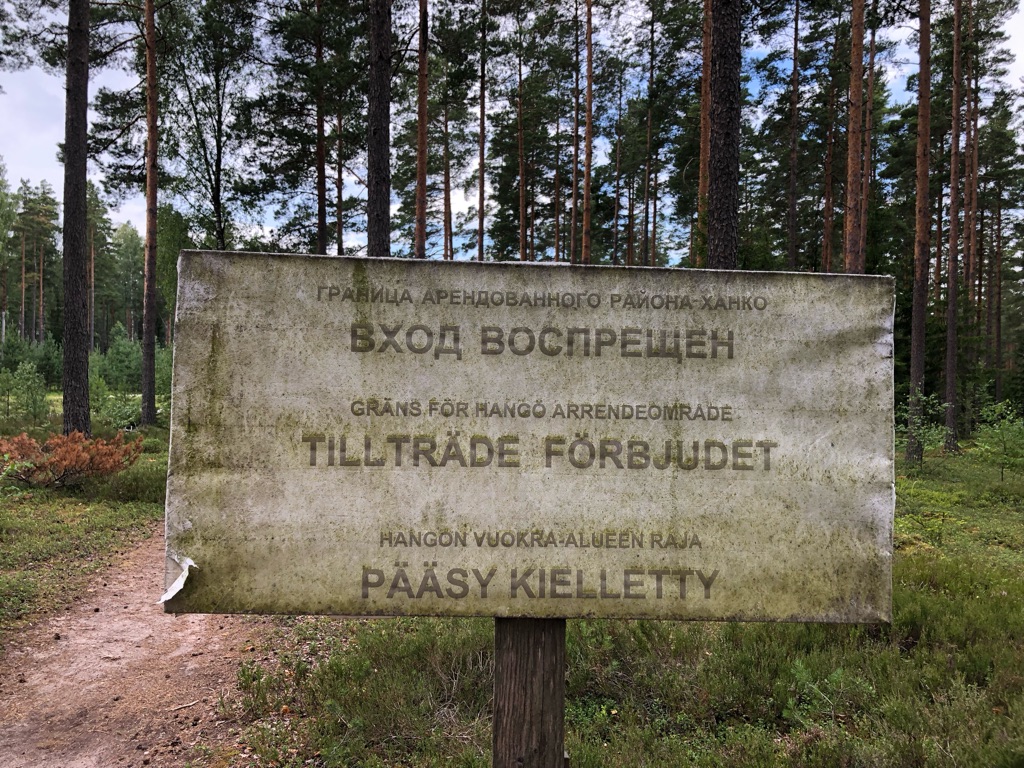 ГРАНИЦА АРЕНДОВАННОГО РАЙОНА ХАНКО
ВХОД ВОСПРЕЩЕН
GRÄNS FÖR HANGÖ ARRENDEOMRÅDE
TILLTRÄDE FÖRBJUDET
HANGON VUOKRA-ALUEEN RAJA
PÄÄSY KIELLETTY